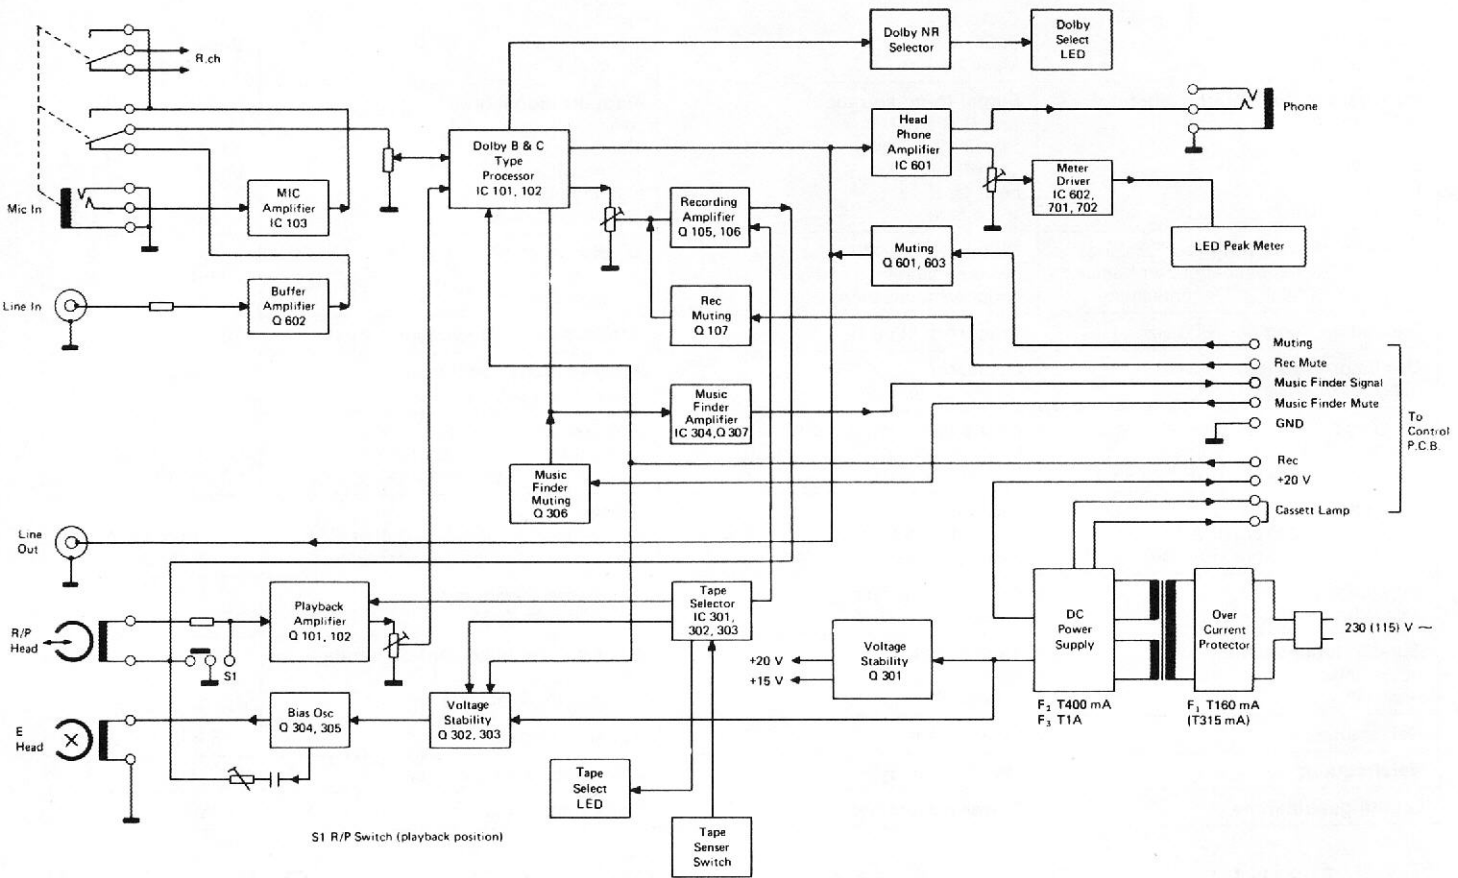 Dolby NR
Selector
Dolby
Select
LED
R.ch
Phone
Head
Phone
Amplifier
IC 601
Dolby B & C
Type
Processor
IC 101, 102
Meter
Driver
IC 602,
701, 702
MIC
Amplifier
IC 103
Mic In
Recording
Amplifier
Q 105, 106
Muting
Q 601, 603
LED Peak Meter
Buffer
Amplifier
Q 602
Line In
Rec
Muting
Q 107
Muting
Rec Mute
Music Finder Signal
Music Finder Mute
GND
Rec
+20 V
Cassett Lamp
To
Control
P.C.B.
Music
Finder
Amplifier
IC 304, Q 307
Music
Finder
Muting
Q 306
Line
Out
R/P
Head
Playback
Amplifier
Q 101, 102
S1
Tape
Selector
IC 301,
302, 303
Voltage
Stability
Q 301
+20 V
+15 V
DC
Power
Supply
Over
Current
Protector
230 (115) V ~
F₂ T400 mA
F₃ T1A
F₁ T160 mA
(T315 mA)
E
Head
Bias Osc
Q 304, 305
Voltage
Stability
Q 302, 303
Tape
Select
LED
Tape
Senser
Switch
S1 R/P Switch (playback position)